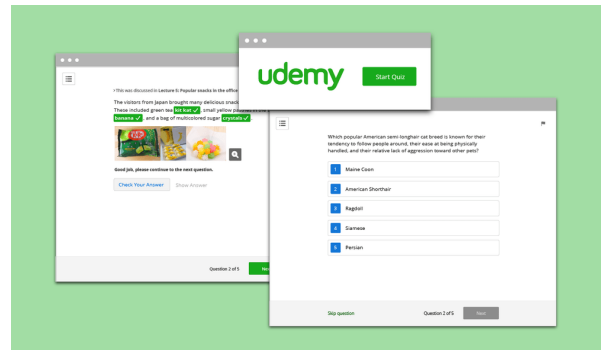 udemy
Start Quiz
This was discussed in Lecture 5: Popular snacks in the office
The visitors from Japan brought many delicious snack
These included green tea kit kat ✓, small yellow
banana ✓, and a bag of multicolored sugar crystals ✓.
Good job, please continue to the next question.
Check Your Answer Show Answer
Question 2 of 5
Which popular American semi-longhair cat breed is known for their
tendency to follow people around, their ease at being physically
handled, and their relative lack of aggression toward other pets?
1 Maine Coon
2 American Shorthair
3 Ragdoll
4 Siamese
5 Persian
Skip question Question 2 of 5 Next